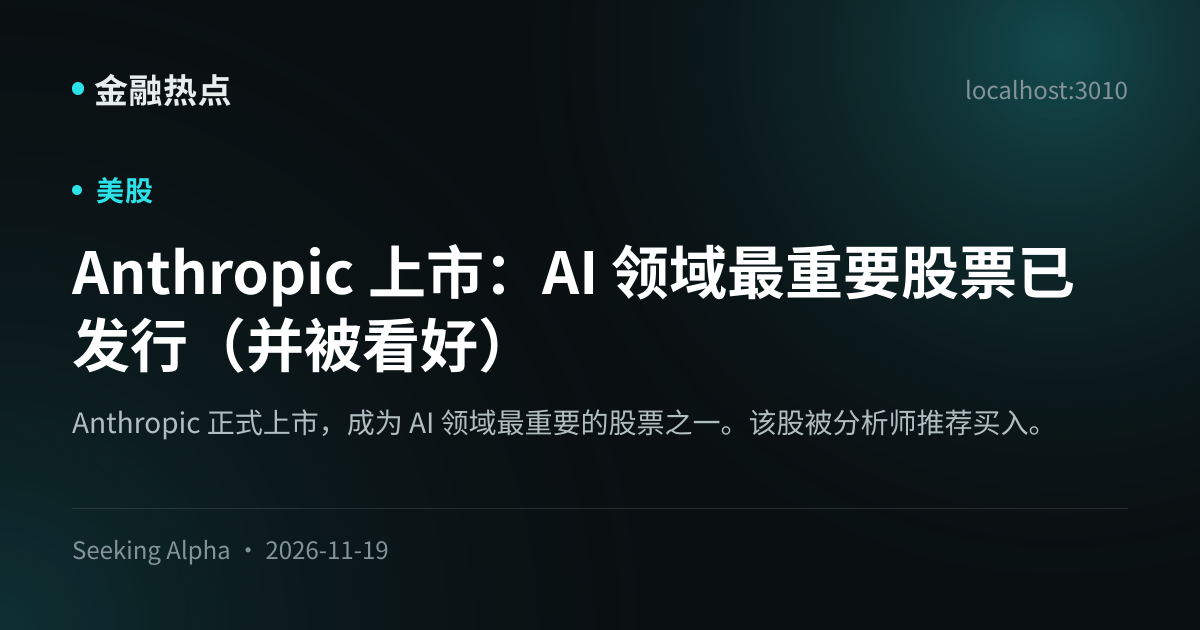 金融热点
localhost:3010
美股
Anthropic 上市：AI 领域最重要股票已
发行（并被看好）
Anthropic 正式上市，成为 AI 领域最重要的股票之一。该股被分析师推荐买入。
Seeking Alpha · 2026-11-19